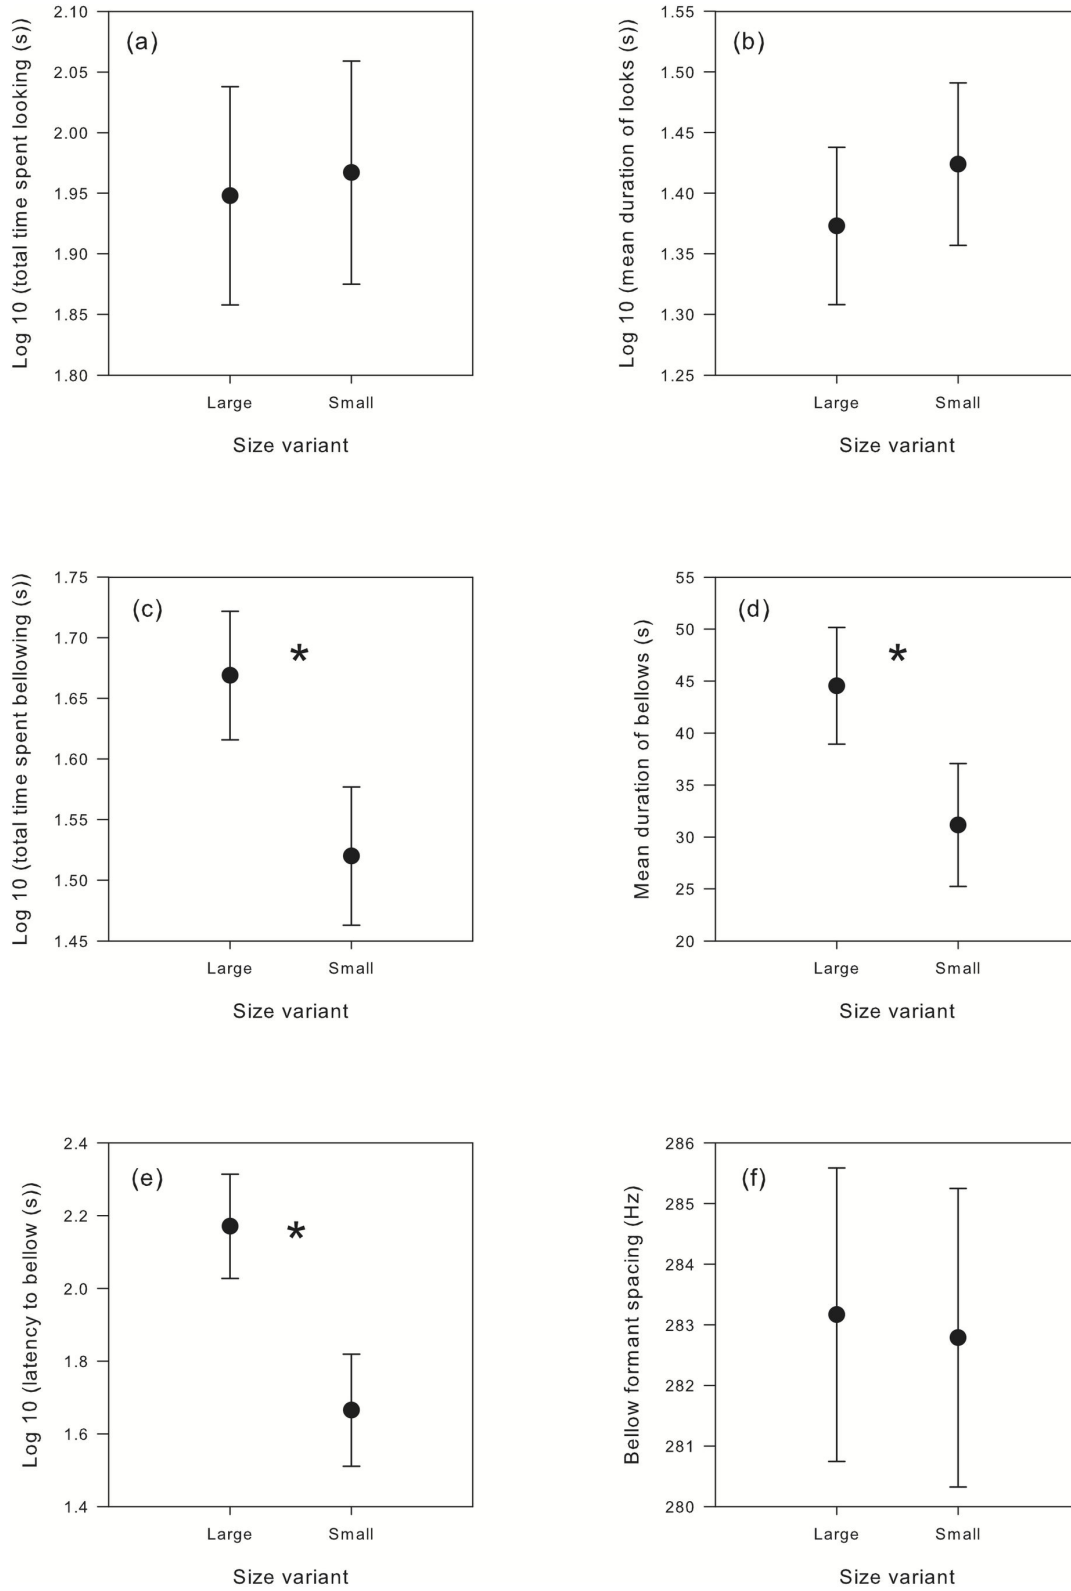 (a)
Log 10 (total time spent looking (s))
2.10
2.05
2.00
1.95
1.90
1.85
1.80
Large Small
Size variant
(b)
Log 10 (mean duration of looks (s))
1.55
1.50
1.45
1.40
1.35
1.30
1.25
Large Small
Size variant
(c)
Log 10 (total time spent bellowing (s))
1.75
1.70
1.65
1.60
1.55
1.50
1.45
*
Large Small
Size variant
(d)
Mean duration of bellows (s)
55
50
45
40
35
30
25
20
*
Large Small
Size variant
(e)
Log 10 (latency to bellow (s))
2.4
2.2
2.0
1.8
1.6
1.4
*
Large Small
Size variant
(f)
Bellow formant spacing (Hz)
286
285
284
283
282
281
280
Large Small
Size variant